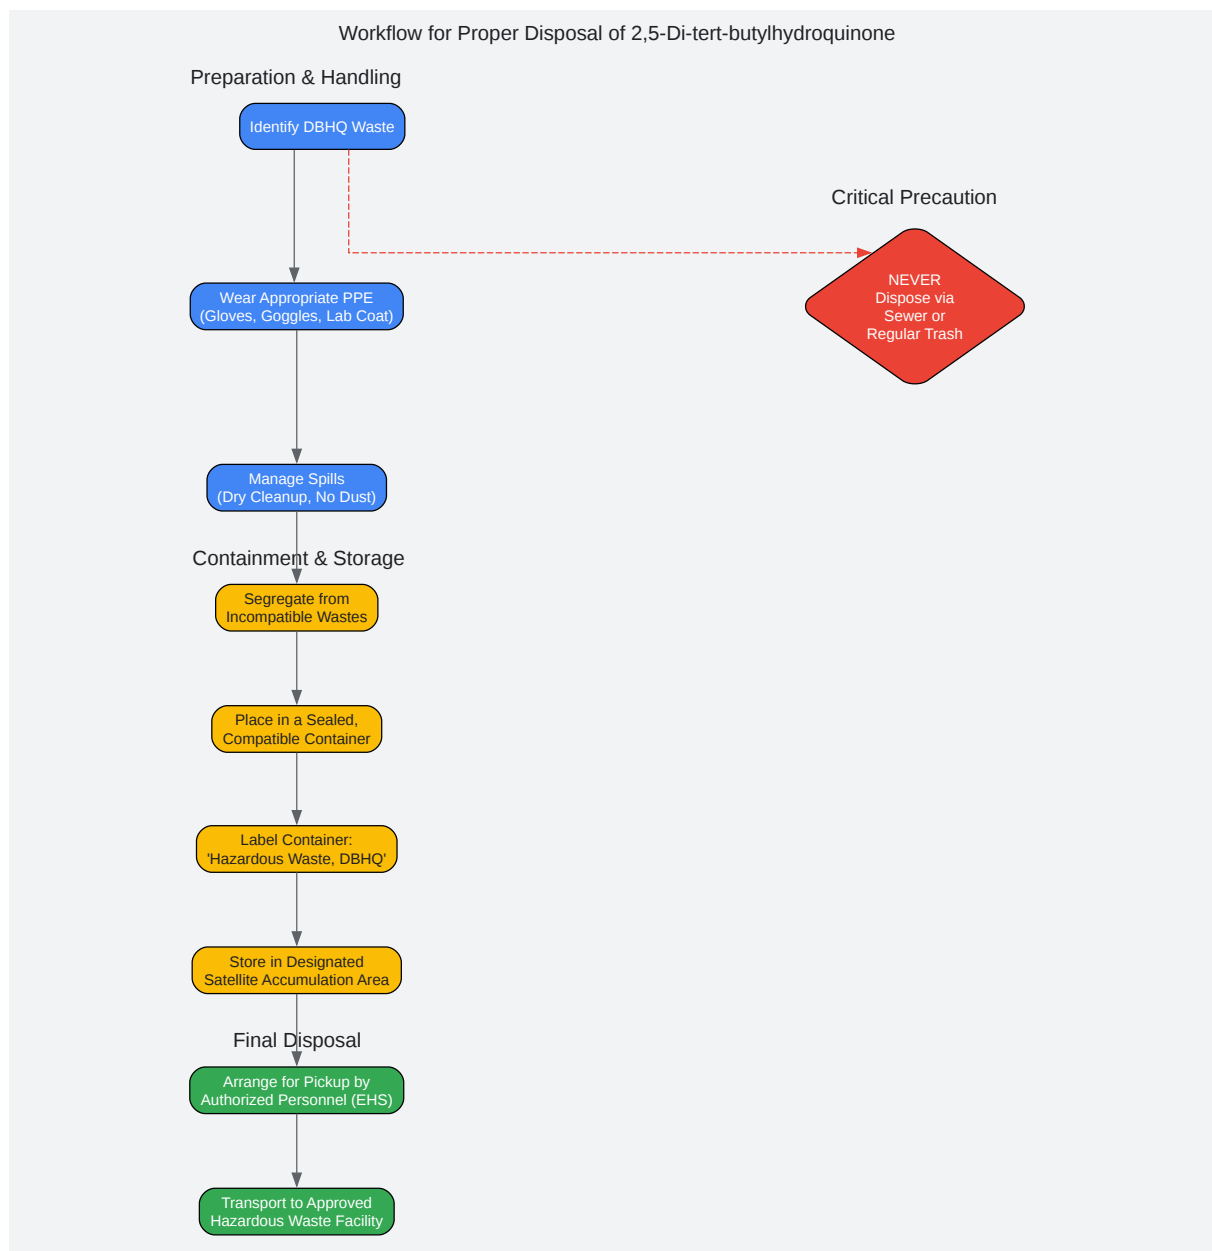 Workflow for Proper Disposal of 2,5-Di-tert-butylhydroquinone
Preparation & Handling
Identify DBHQ Waste
Critical Precaution
NEVER
Dispose via
Sewer or
Regular Trash
Wear Appropriate PPE
(Gloves, Goggles, Lab Coat)
Manage Spills
(Dry Cleanup, No Dust)
Containment & Storage
Segregate from
Incompatible Wastes
Place in a Sealed,
Compatible Container
Label Container:
'Hazardous Waste, DBHQ'
Store in Designated
Satellite Accumulation Area
Final Disposal
Arrange for Pickup by
Authorized Personnel (EHS)
Transport to Approved
Hazardous Waste Facility